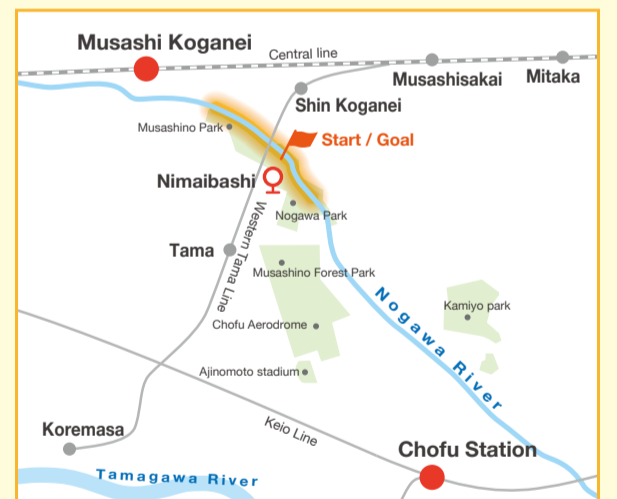 Musashi Koganei
Central line
Musashisakai
Mitaka
Shin Koganei
Musashino Park
Start / Goal
Nimaibashi
Nogawa Park
Western Tama Line
Tama
Musashino Forest Park
Nogawa River
Kamiyo park
Chofu Aerodrome
Ajinomoto stadium
Koremasa
Keio Line
Chofu Station
Tamagawa River